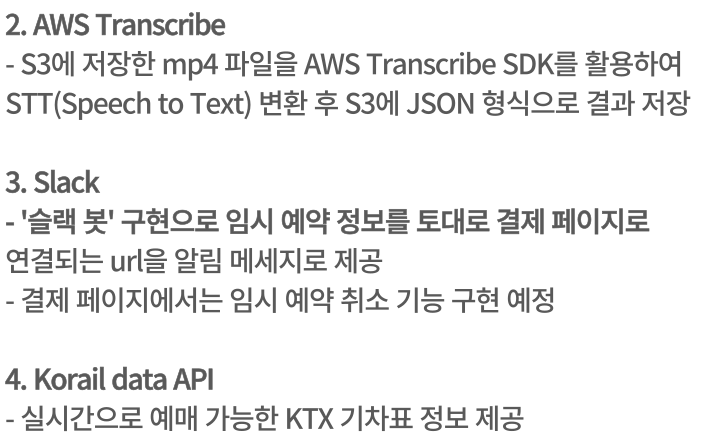 2. AWS Transcribe
- S3에 저장한 mp4 파일을 AWS Transcribe SDK를 활용하여
STT(Speech to Text) 변환 후 S3에 JSON 형식으로 결과 저장
3. Slack
- '슬랙 봇' 구현으로 임시 예약 정보를 토대로 결제 페이지로
연결되는 url을 알림 메세지로 제공
- 결제 페이지에서는 임시 예약 취소 기능 구현 예정
4. Korail data API
- 실시간으로 예매 가능한 KTX 기차표 정보 제공